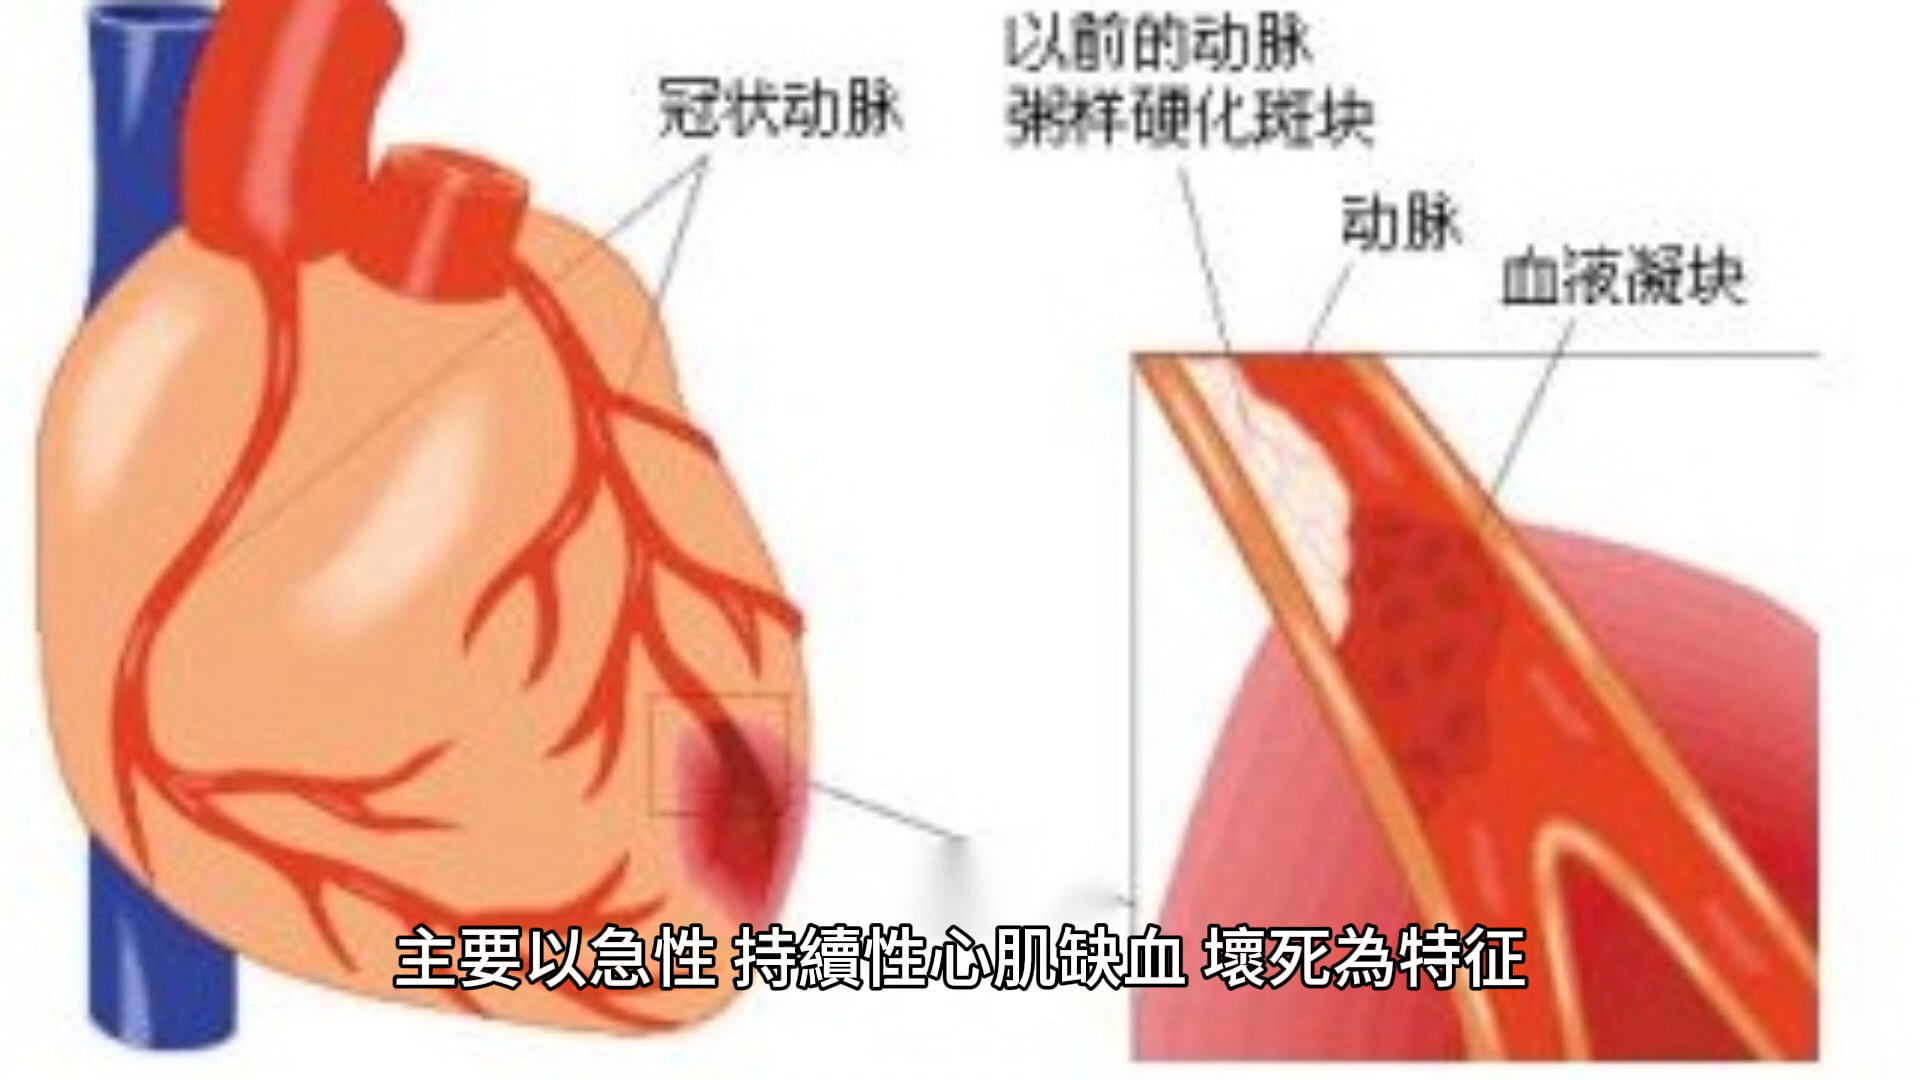 冠状动脉
以前的动脉
粥样硬化斑块
动脉
血液凝块
主要以急性 持續性心肌缺血 壞死為特征